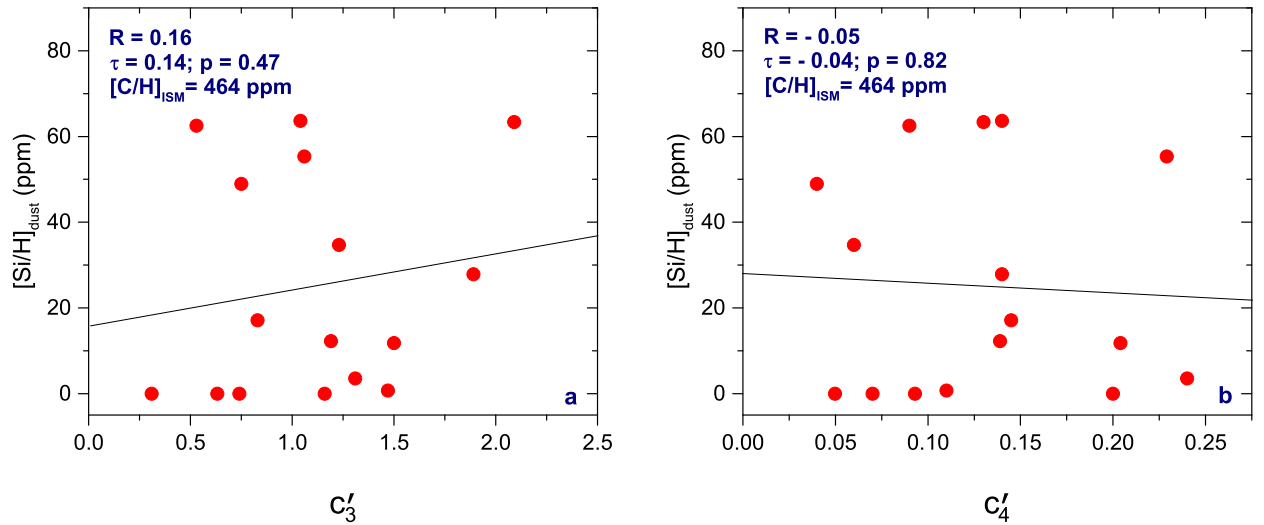 R = 0.16
τ = 0.14; p = 0.47
[C/H]ISM = 464 ppm
80
60
40
20
0
[Si/H]dust (ppm)
a
0.0 0.5 1.0 1.5 2.0 2.5
c3′
R = - 0.05
τ = - 0.04; p = 0.82
[C/H]ISM = 464 ppm
80
60
40
20
0
[Si/H]dust (ppm)
b
0.00 0.05 0.10 0.15 0.20 0.25
c4′